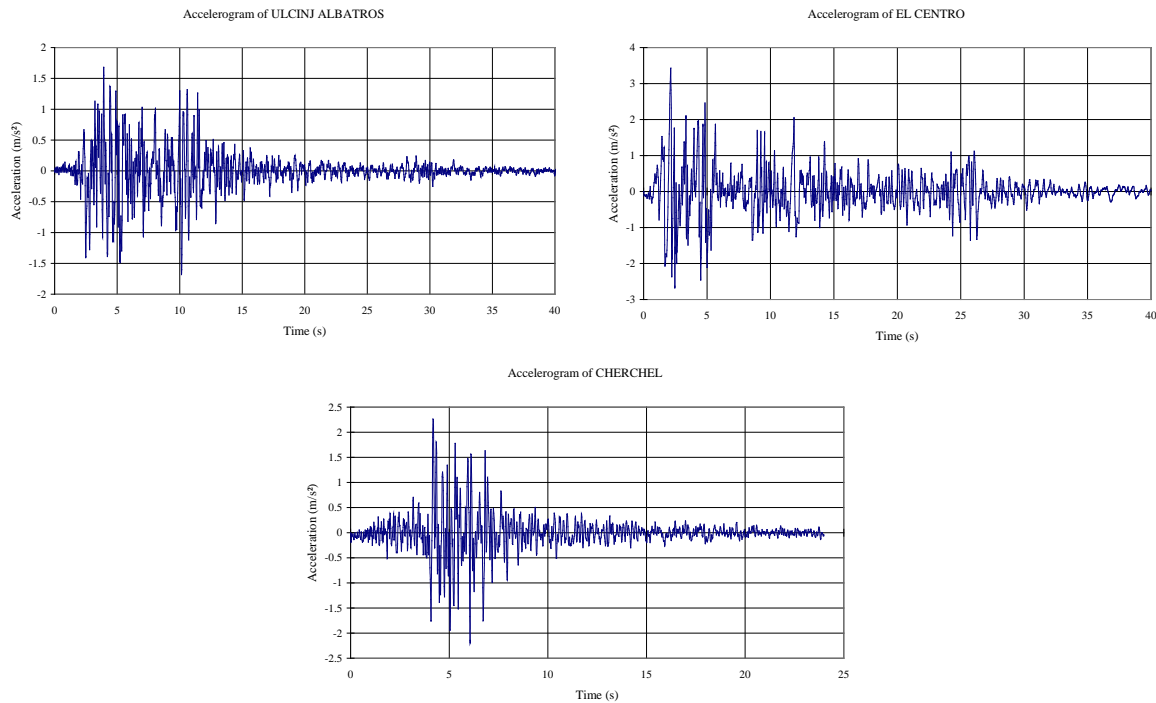 Accelerogram of ULCINJ ALBATROS
2
1.5
1
0.5
0
-0.5
-1
-1.5
-2
Acceleration (m/s²)
0 5 10 15 20 25 30 35 40
Time (s)
Accelerogram of EL CENTRO
4
3
2
1
0
-1
-2
-3
Acceleration (m/s²)
0 5 10 15 20 25 30 35 40
Time (s)
Accelerogram of CHERCHEL
2.5
2
1.5
1
0.5
0
-0.5
-1
-1.5
-2
-2.5
Acceleration (m/s²)
0 5 10 15 20 25
Time (s)